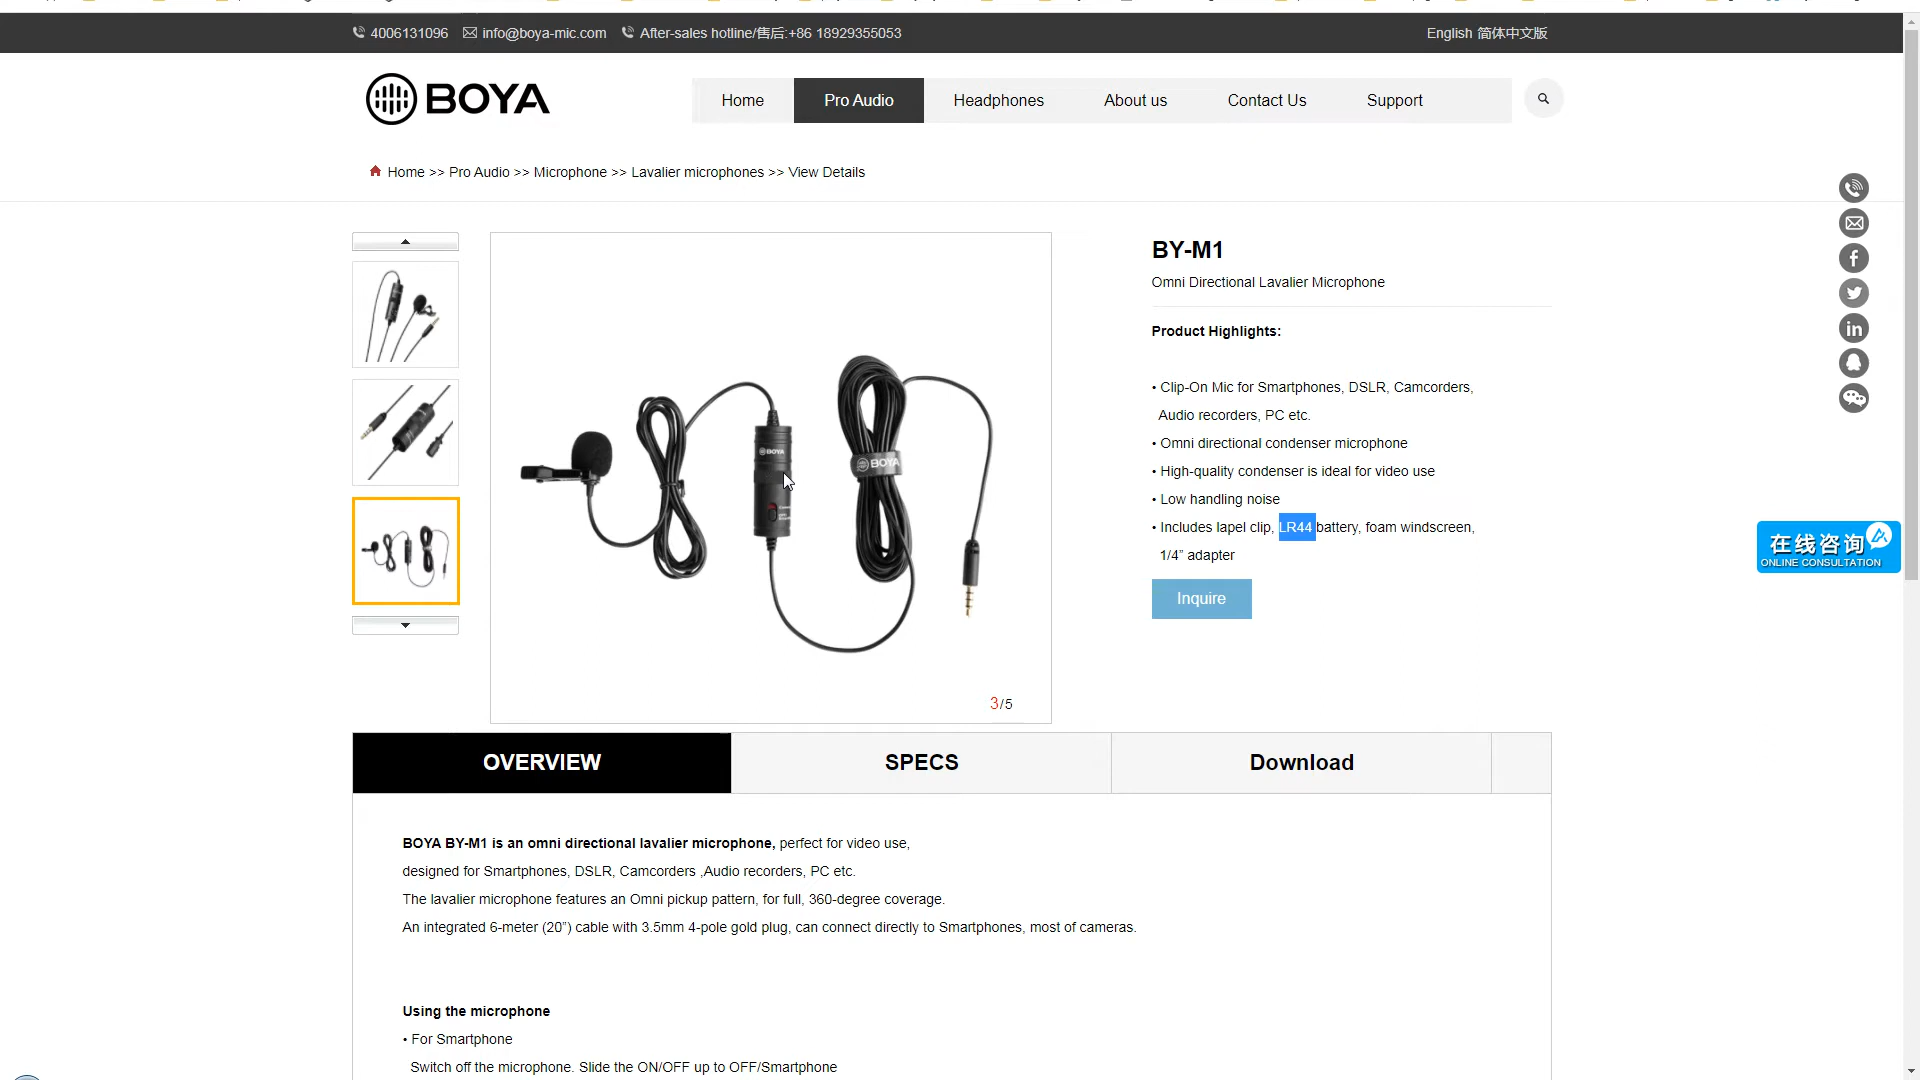 4006131096 info@boya-mic.com After-sales hotline/售后:+86 18929355053 English 简体中文版
BOYA Home Pro Audio Headphones About us Contact Us Support
Home >> Pro Audio >> Microphone >> Lavalier microphones >> View Details
BOYA
BOYA
3/5
BY-M1
Omni Directional Lavalier Microphone
Product Highlights:
• Clip-On Mic for Smartphones, DSLR, Camcorders,
Audio recorders, PC etc.
• Omni directional condenser microphone
• High-quality condenser is ideal for video use
• Low handling noise
• Includes lapel clip, LR44 battery, foam windscreen,
1/4” adapter
Inquire
在线咨询
ONLINE CONSULTATION
OVERVIEW SPECS Download
BOYA BY-M1 is an omni directional lavalier microphone, perfect for video use,
designed for Smartphones, DSLR, Camcorders ,Audio recorders, PC etc.
The lavalier microphone features an Omni pickup pattern, for full, 360-degree coverage.
An integrated 6-meter (20”) cable with 3.5mm 4-pole gold plug, can connect directly to Smartphones, most of cameras.
Using the microphone
• For Smartphone
Switch off the microphone. Slide the ON/OFF up to OFF/Smartphone